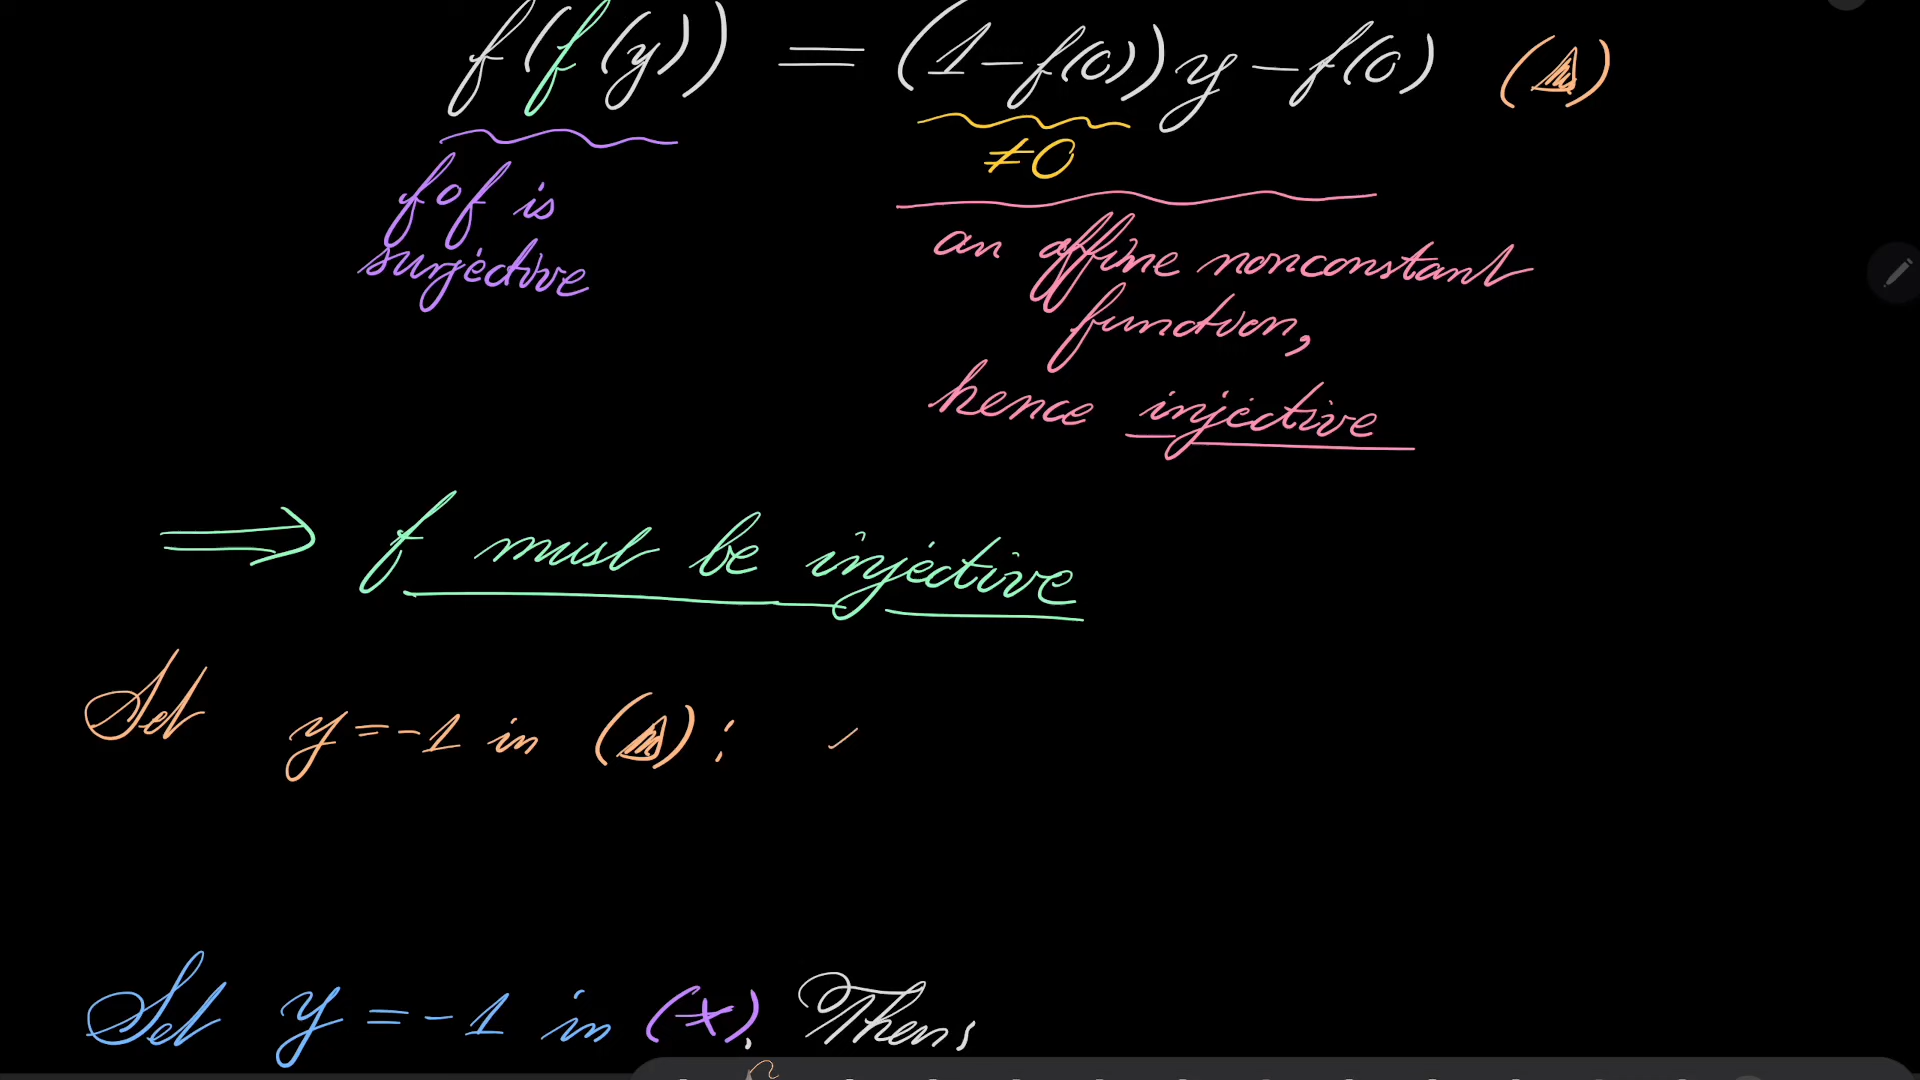 f(f(y)) = (1-f(0))y-f(0) (△)
≠0
f∘f is
surjective
an affine nonconstant
function,
hence injective
⟹ f must be injective
Set y=-1 in (△):
Set y=-1 in (*). Then,